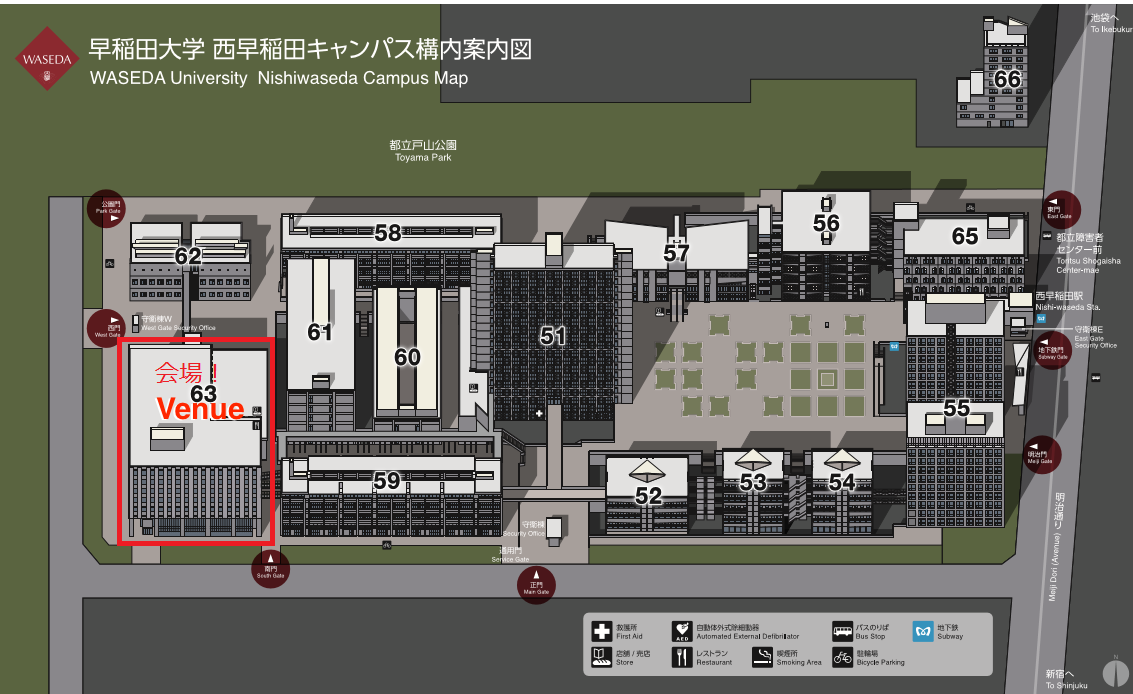 WASEDA
早稲田大学 西早稲田キャンパス構内案内図
WASEDA University Nishiwaseda Campus Map
池袋へ
To Ikebukur
66
都立戸山公園
Toyama Park
公園門
Park Gate
62
58
57
56
65
東門
East Gate
都立障害者
センター前
Toritsu Shogaisha
Center-mae
西早稲田駅
Nishi-waseda Sta.
守衛棟W
West Gate Security Office
西門
West Gate
61
60
51
守衛棟E
East Gate
Security Office
地下鉄門
Subway Gate
会場!
63
Venue
55
明治門
Meiji Gate
59
52
53
54
明治通り
Meiji Dori (Avenue)
守衛棟
Security Office
通用門
Service Gate
南門
South Gate
正門
Main Gate
救護所
First Aid
AED
自動体外式除細動器
Automated External Defibrillator
バスのりば
Bus Stop
地下鉄
Subway
店舗 / 売店
Store
レストラン
Restaurant
喫煙所
Smoking Area
駐輪場
Bicycle Parking
新宿へ
To Shinjuku
N